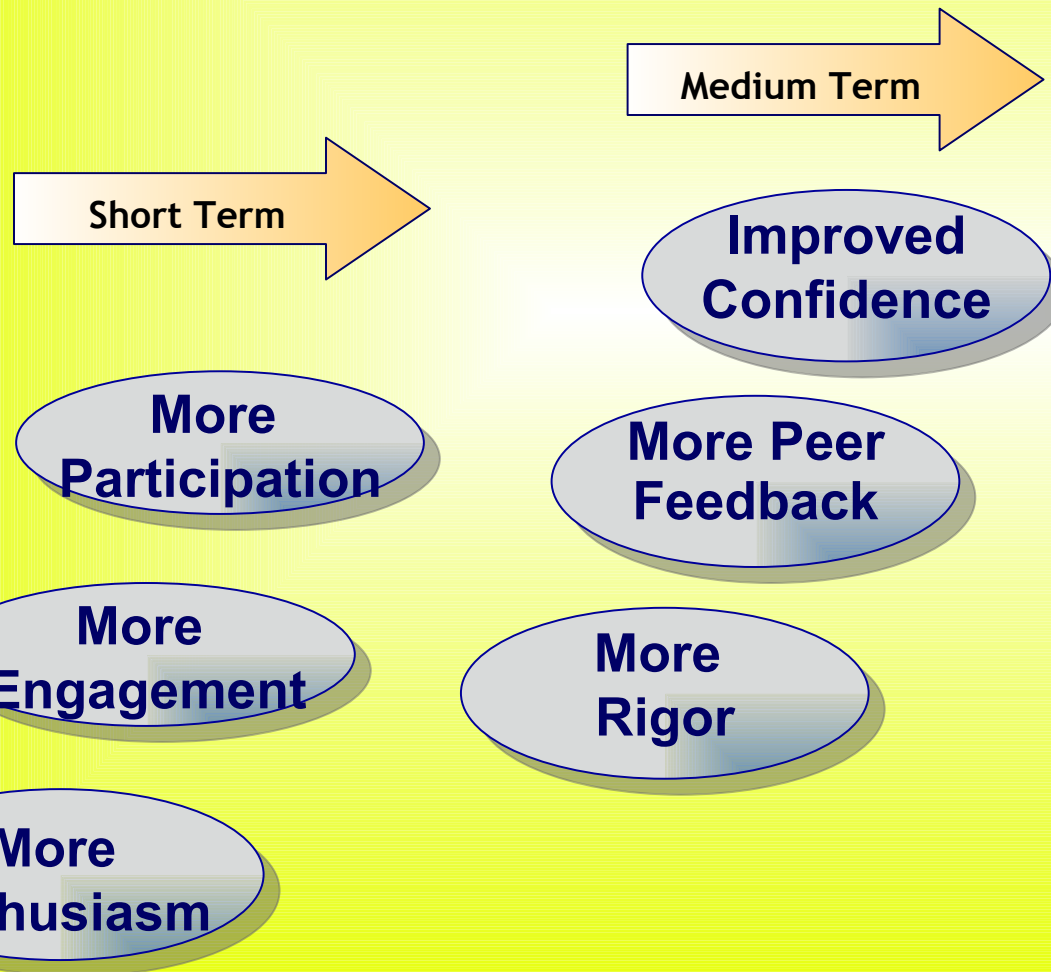 Medium Term
Short Term
Improved
Confidence
More
Participation
More Peer
Feedback
More
Engagement
More
Rigor
More
husiasm